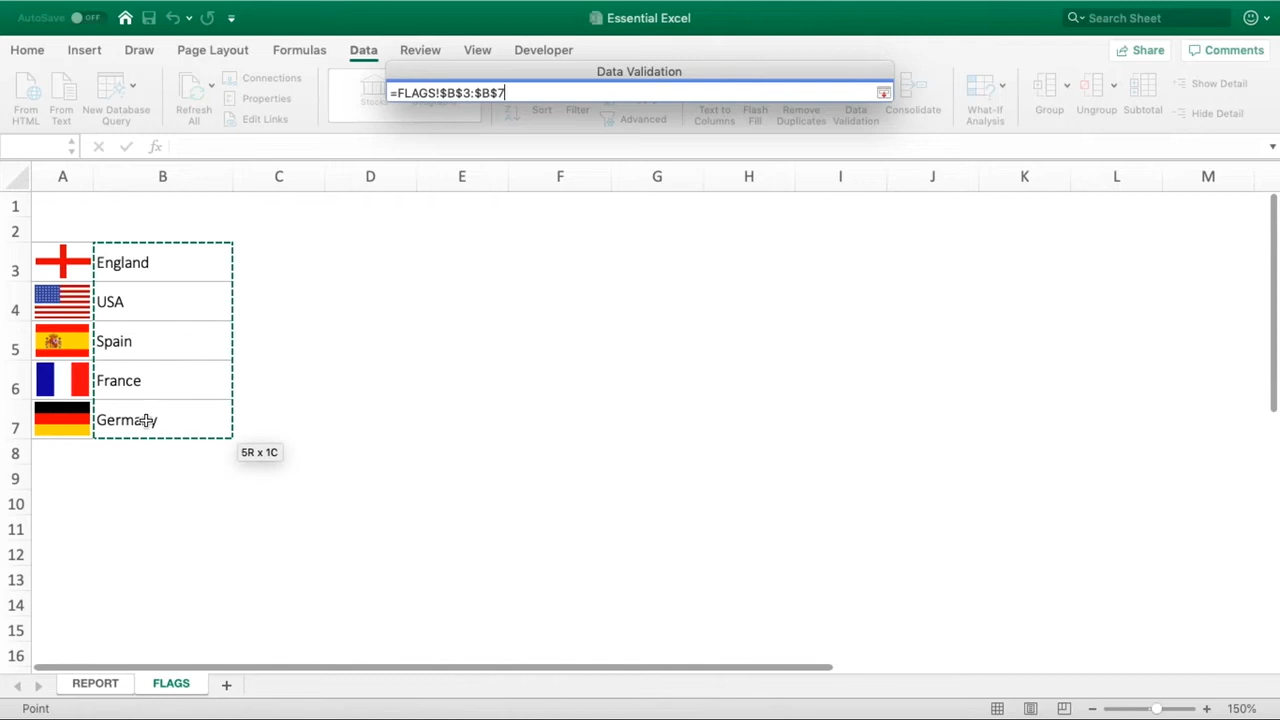 AutoSave OFF
Essential Excel
Search Sheet
Home Insert Draw Page Layout Formulas Data Review View Developer
Share Comments
Data Validation
=FLAGS!$B$3:$B$7
From HTML
From Text
New Database Query
Refresh All
Connections
Properties
Edit Links
Stocks
Sort
Filter
Advanced
Text to Columns
Flash Fill
Remove Duplicates
Data Validation
Consolidate
What-If Analysis
Group
Ungroup
Subtotal
Show Detail
Hide Detail
fx
A B C D E F G H I J K L M
1
2
3 England
4 USA
5 Spain
6 France
7 Germany
5R x 1C
8
9
10
11
12
13
14
15
16
REPORT FLAGS +
Point
150%